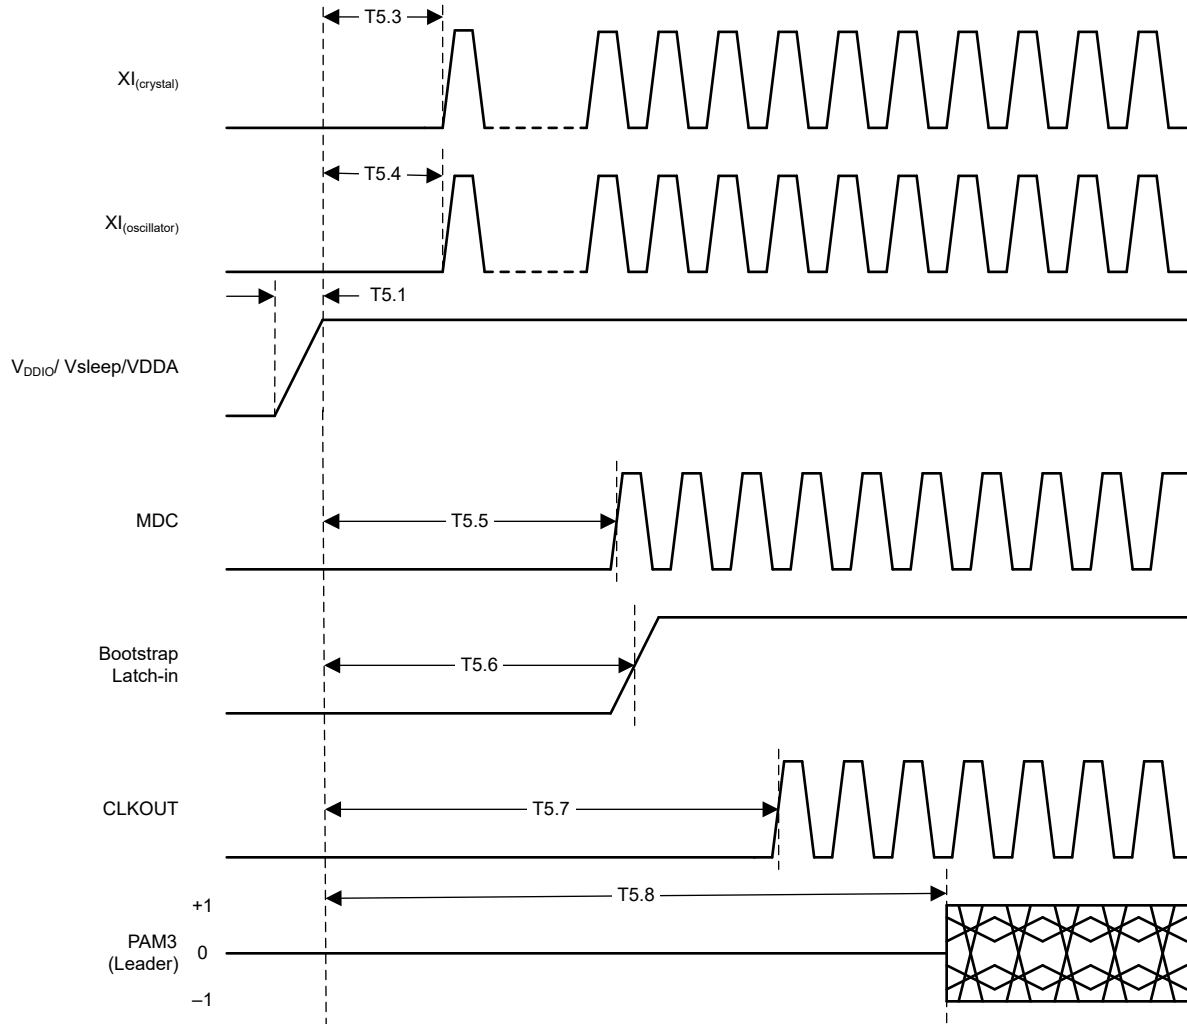 T5.3
XI(crystal)
T5.4
XI(oscillator)
T5.1
VDDIO/ Vsleep/VDDA
MDC
T5.5
Bootstrap
Latch-in
T5.6
CLKOUT
T5.7
T5.8
+1
PAM3
(Leader)
0
–1